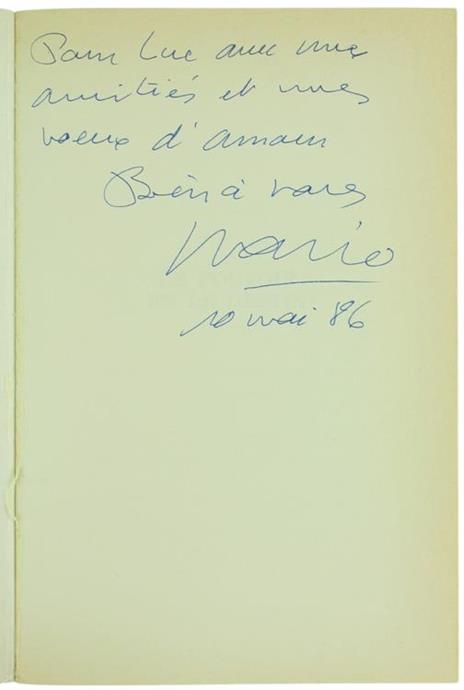 Pour Luc avec mes
amitiés et mes
voeux d'amour
Bien à vous
Mario
10 mai 86